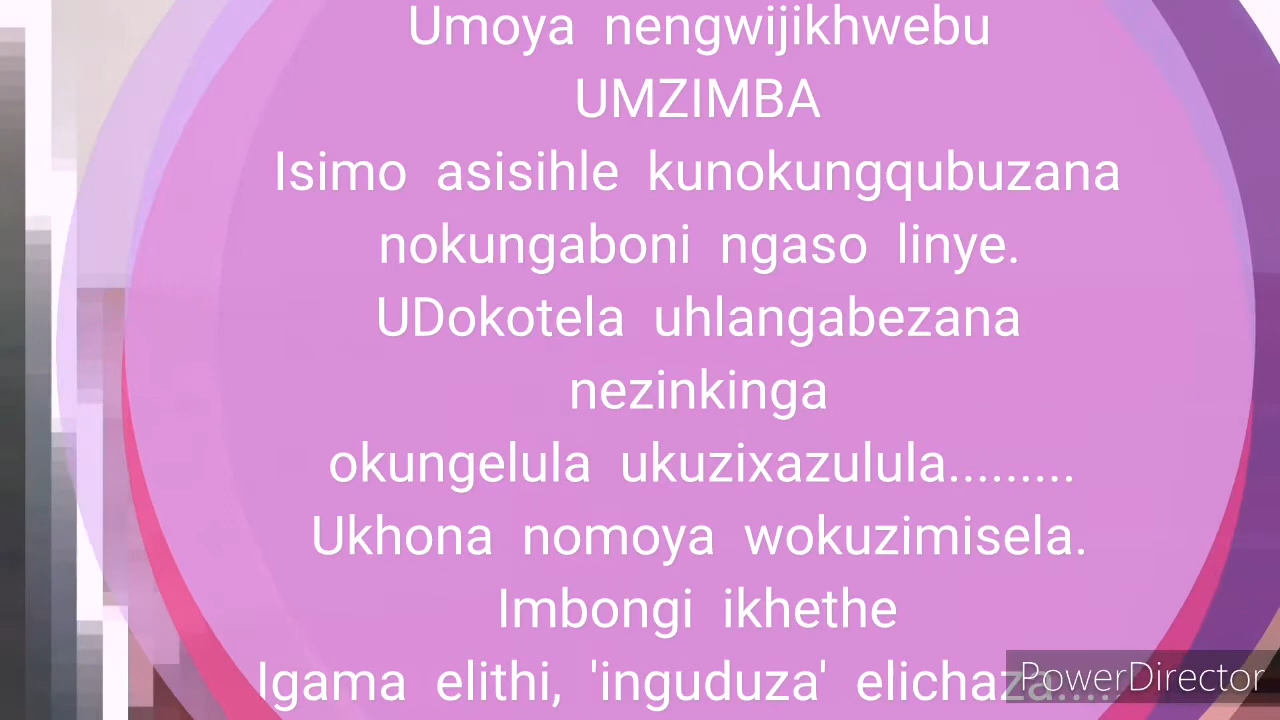 Umoya nengwijikhwebu
UMZIMBA
Isimo asisihle kunokungqubuzana
nokungaboni ngaso linye.
UDokotela uhlangabezana
nezinkinga
okungelula ukuzixazulula.........
Ukhona nomoya wokuzimisela.
Imbongi ikhethe
Igama elithi, 'inguduza' elichaza....
PowerDirector